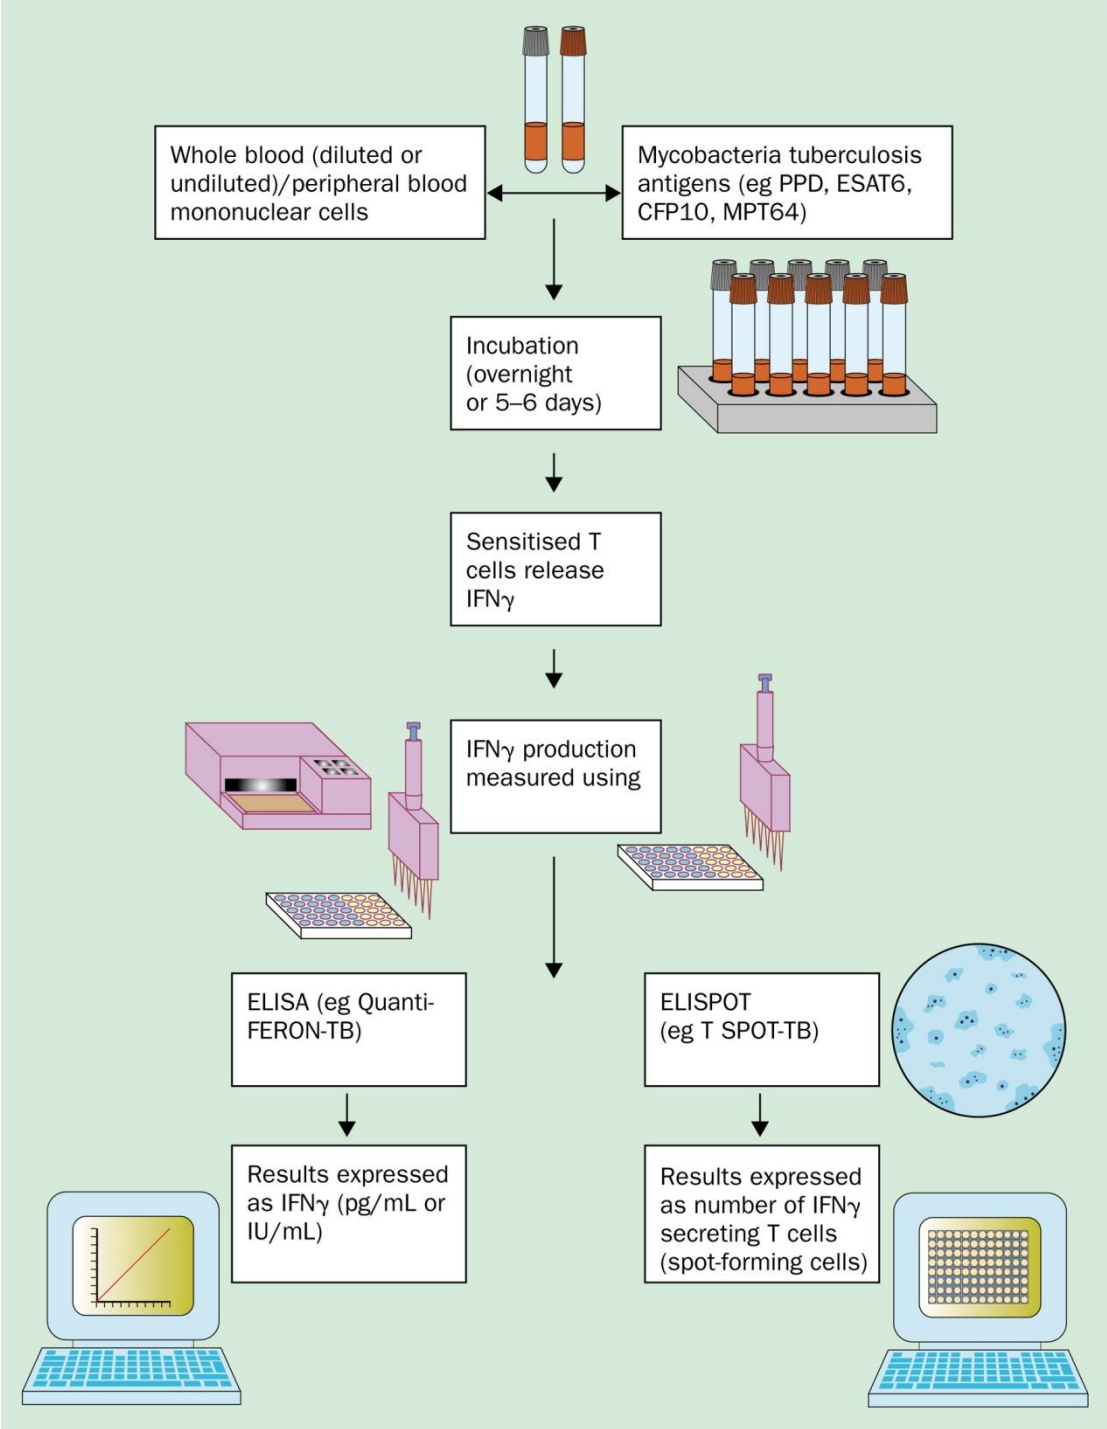 Whole blood (diluted or
undiluted)/peripheral blood
mononuclear cells
Mycobacteria tuberculosis
antigens (eg PPD, ESAT6,
CFP10, MPT64)
Incubation
(overnight
or 5–6 days)
Sensitised T
cells release
IFNγ
IFNγ production
measured using
ELISA (eg Quanti-
FERON-TB)
ELISPOT
(eg T SPOT-TB)
Results expressed
as IFNγ (pg/mL or
IU/mL)
Results expressed
as number of IFNγ
secreting T cells
(spot-forming cells)